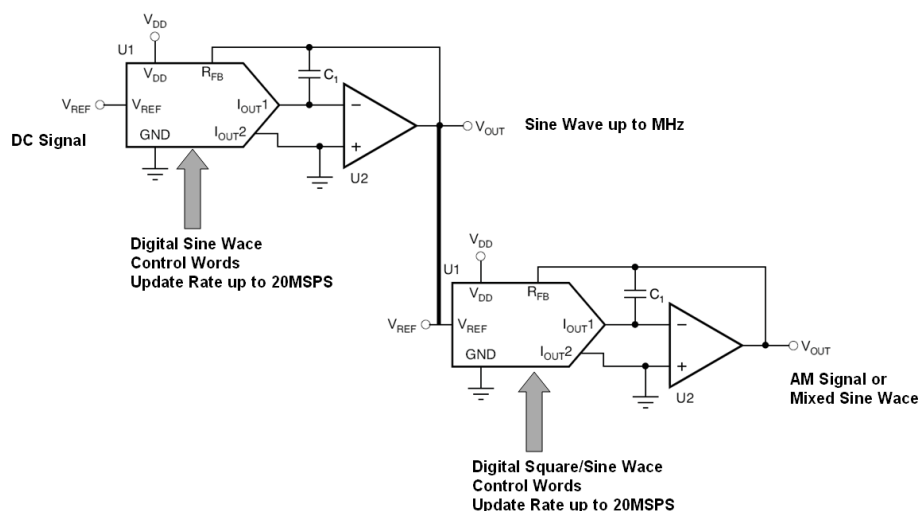 VDD
U1
VDD
RFB
C1
VREF
VREF
IOUT1
−
DC Signal
GND
IOUT2
+
VOUT
Sine Wave up to MHz
U2
Digital Sine Wace
Control Words
Update Rate up to 20MSPS
VDD
U1
VDD
RFB
C1
VREF
VREF
IOUT1
−
GND
IOUT2
+
VOUT
U2
AM Signal or
Mixed Sine Wace
Digital Square/Sine Wace
Control Words
Update Rate up to 20MSPS